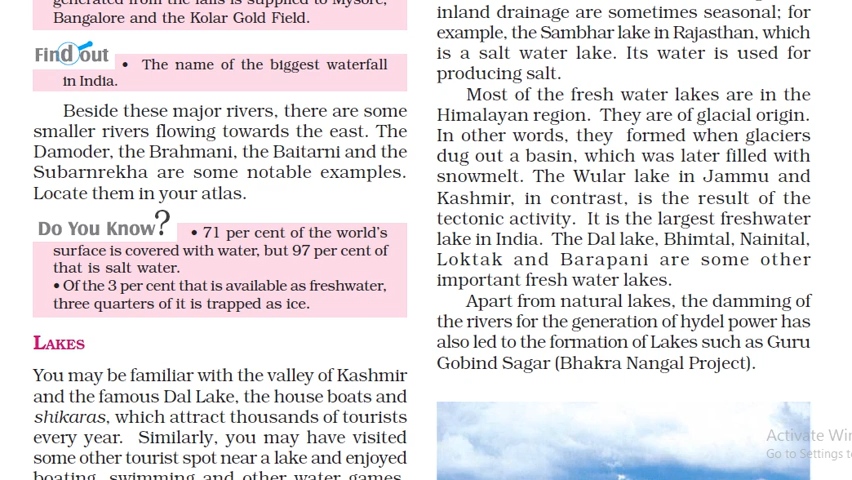 generated from the falls is supplied to Mysore,
Bangalore and the Kolar Gold Field.
Find out
• The name of the biggest waterfall
in India.
Beside these major rivers, there are some
smaller rivers flowing towards the east. The
Damoder, the Brahmani, the Baitarni and the
Subarnrekha are some notable examples.
Locate them in your atlas.
Do You Know?
• 71 per cent of the world's
surface is covered with water, but 97 per cent of
that is salt water.
• Of the 3 per cent that is available as freshwater,
three quarters of it is trapped as ice.
LAKES
You may be familiar with the valley of Kashmir
and the famous Dal Lake, the house boats and
shikaras, which attract thousands of tourists
every year. Similarly, you may have visited
some other tourist spot near a lake and enjoyed
boating, swimming and other water games.
inland drainage are sometimes seasonal; for
example, the Sambhar lake in Rajasthan, which
is a salt water lake. Its water is used for
producing salt.
Most of the fresh water lakes are in the
Himalayan region. They are of glacial origin.
In other words, they formed when glaciers
dug out a basin, which was later filled with
snowmelt. The Wular lake in Jammu and
Kashmir, in contrast, is the result of the
tectonic activity. It is the largest freshwater
lake in India. The Dal lake, Bhimtal, Nainital,
Loktak and Barapani are some other
important fresh water lakes.
Apart from natural lakes, the damming of
the rivers for the generation of hydel power has
also led to the formation of Lakes such as Guru
Gobind Sagar (Bhakra Nangal Project).
Activate Win
Go to Settings to